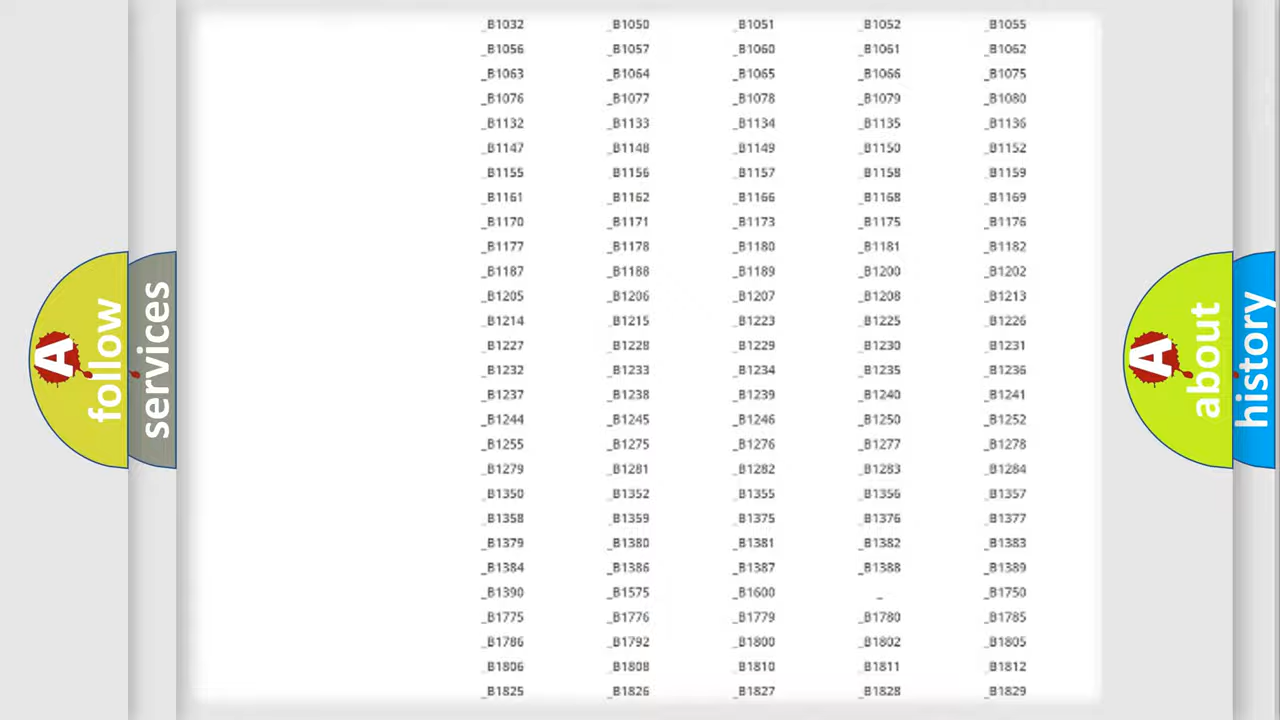 _B1032 _B1050 _B1051 _B1052 _B1055
_B1056 _B1057 _B1060 _B1061 _B1062
_B1063 _B1064 _B1065 _B1066 _B1075
_B1076 _B1077 _B1078 _B1079 _B1080
_B1132 _B1133 _B1134 _B1135 _B1136
_B1147 _B1148 _B1149 _B1150 _B1152
_B1155 _B1156 _B1157 _B1158 _B1159
_B1161 _B1162 _B1166 _B1168 _B1169
_B1170 _B1171 _B1173 _B1175 _B1176
_B1177 _B1178 _B1180 _B1181 _B1182
_B1187 _B1188 _B1189 _B1200 _B1202
_B1205 _B1206 _B1207 _B1208 _B1213
_B1214 _B1215 _B1223 _B1225 _B1226
_B1227 _B1228 _B1229 _B1230 _B1231
_B1232 _B1233 _B1234 _B1235 _B1236
_B1237 _B1238 _B1239 _B1240 _B1241
_B1244 _B1245 _B1246 _B1250 _B1252
_B1255 _B1275 _B1276 _B1277 _B1278
_B1279 _B1281 _B1282 _B1283 _B1284
_B1350 _B1352 _B1355 _B1356 _B1357
_B1358 _B1359 _B1375 _B1376 _B1377
_B1379 _B1380 _B1381 _B1382 _B1383
_B1384 _B1386 _B1387 _B1388 _B1389
_B1390 _B1575 _B1600 _ _B1750
_B1775 _B1776 _B1779 _B1780 _B1785
_B1786 _B1792 _B1800 _B1802 _B1805
_B1806 _B1808 _B1810 _B1811 _B1812
_B1825 _B1826 _B1827 _B1828 _B1829
A
follow
services
A
about
history